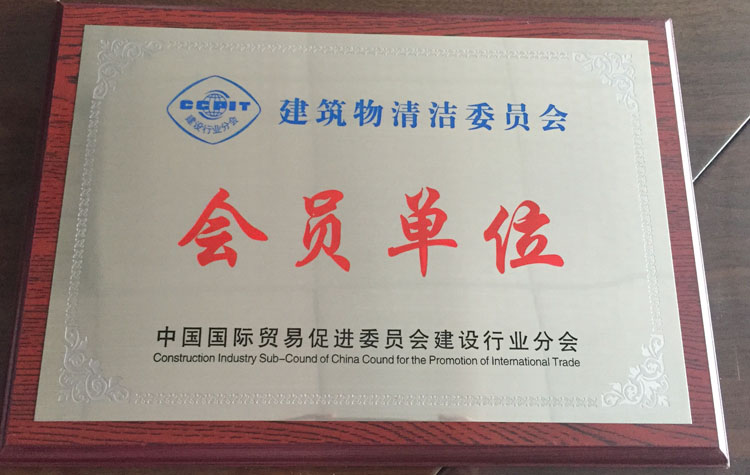 CCPIT
建设行业分会
建筑物清洁委员会
会员单位
中国国际贸易促进委员会建设行业分会
Construction Industry Sub-Cound of China Cound for the Promotion of International Trade